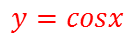 y = cosx